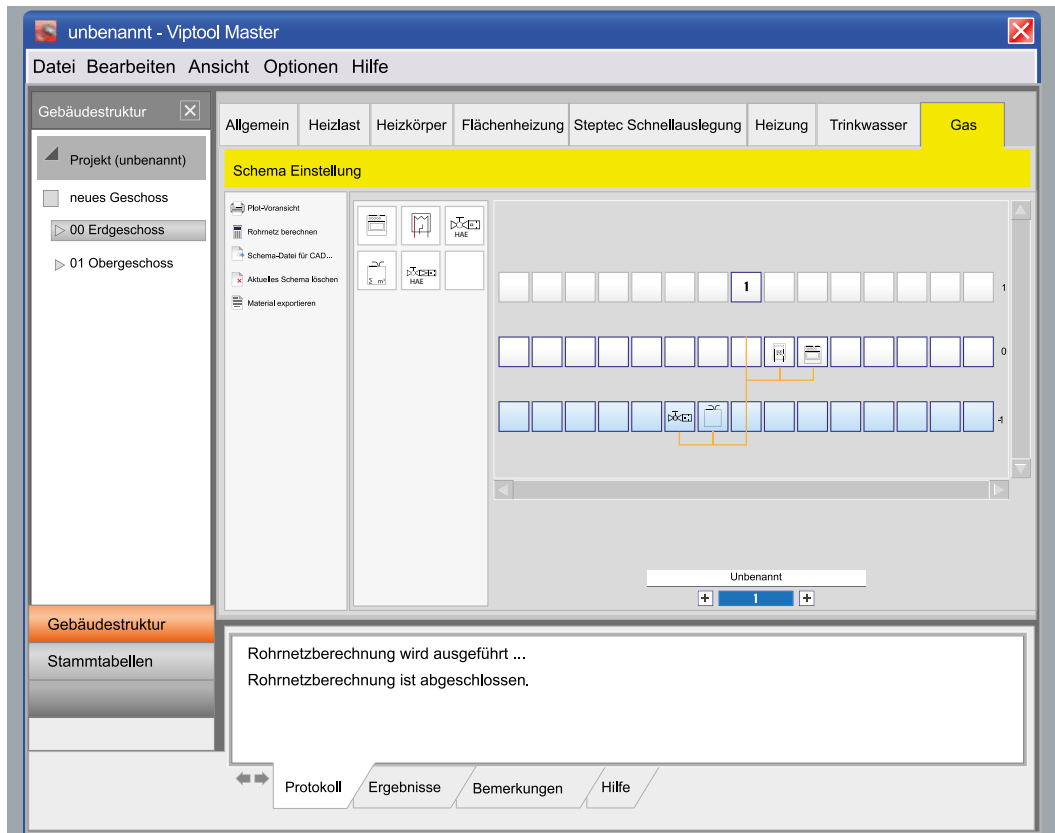 unbenannt - Viptool Master
Datei Bearbeiten Ansicht Optionen Hilfe
Gebäudestruktur
Projekt (unbenannt)
neues Geschoss
00 Erdgeschoss
01 Obergeschoss
Gebäudestruktur
Stammtabellen
Allgemein Heizlast Heizkörper Flächenheizung Steptec Schnellauslegung Heizung Trinkwasser Gas
Schema Einstellung
Plot-Voransicht
Rohrnetz berechnen
Schema-Datei für CAD...
Aktuelles Schema löschen
Material exportieren
HAE
Σ m³
HAE
1
1
0
-1
Unbenannt
+ 1 +
Rohrnetzberechnung wird ausgeführt ...
Rohrnetzberechnung ist abgeschlossen.
Protokoll Ergebnisse Bemerkungen Hilfe